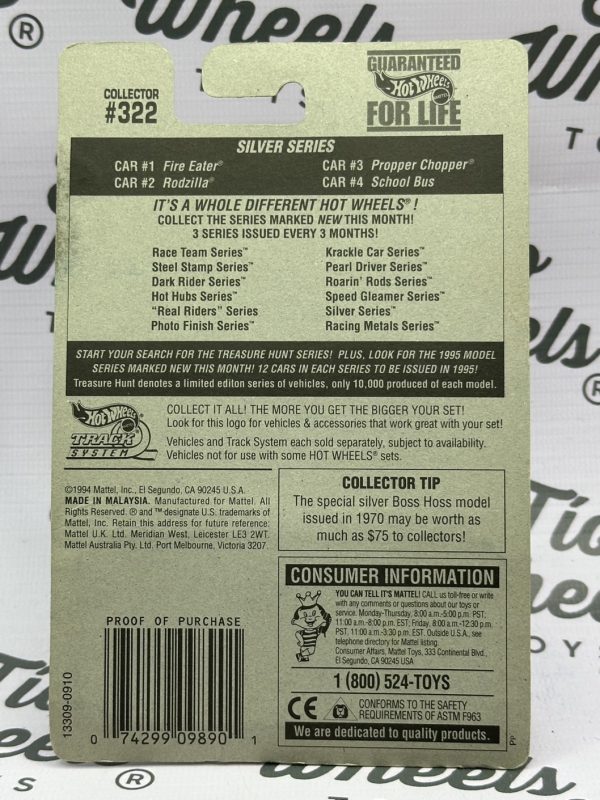 COLLECTOR
#322
GUARANTEED
Hot Wheels
MATTEL
FOR LIFE
SILVER SERIES
CAR #1 Fire Eater®
CAR #3 Propper Chopper®
CAR #2 Rodzilla®
CAR #4 School Bus
IT'S A WHOLE DIFFERENT HOT WHEELS®!
COLLECT THE SERIES MARKED NEW THIS MONTH!
3 SERIES ISSUED EVERY 3 MONTHS!
Race Team Series™
Steel Stamp Series™
Dark Rider Series™
Hot Hubs Series™
"Real Riders" Series™
Photo Finish Series™
Krackle Car Series™
Pearl Driver Series™
Roarin' Rods Series™
Speed Gleamer Series™
Silver Series™
Racing Metals Series™
START YOUR SEARCH FOR THE TREASURE HUNT SERIES! PLUS, LOOK FOR THE 1995 MODEL
SERIES MARKED NEW THIS MONTH! 12 CARS IN EACH SERIES TO BE ISSUED IN 1995!
Treasure Hunt denotes a limited editon series of vehicles, only 10,000 produced of each model.
Hot Wheels
TRACK
SYSTEM
COLLECT IT ALL! THE MORE YOU GET THE BIGGER YOUR SET!
Look for this logo for vehicles & accessories that work great with your set!
Vehicles and Track System each sold separately, subject to availability.
Vehicles not for use with some HOT WHEELS® sets.
©1994 Mattel, Inc., El Segundo, CA 90245 U.S.A.
MADE IN MALAYSIA. Manufactured for Mattel. All
Rights Reserved. ® and ™ designate U.S. trademarks of
Mattel, Inc. Retain this address for future reference:
Mattel U.K. Ltd. Meridian West, Leicester LE3 2WT.
Mattel Australia Pty. Ltd. Port Melbourne, Victoria 3207.
COLLECTOR TIP
The special silver Boss Hoss model
issued in 1970 may be worth as
much as $75 to collectors!
CONSUMER INFORMATION
YOU CAN TELL IT'S MATTEL! CALL us toll-free or write
with any comments or questions about our toys or
service. Monday-Thursday, 8:00 a.m.-5:00 p.m. PST;
11:00 a.m.-8:00 p.m. EST; Friday, 8:00 a.m.-12:30 p.m.
PST, 11:00 a.m.-3:30 p.m. EST. Outside U.S.A., see
telephone directory for Mattel listing.
Consumer Affairs, Mattel Toys, 333 Continental Blvd.,
El Segundo, CA 90245 USA
1 (800) 524-TOYS
CE
CONFORMS TO THE SAFETY
REQUIREMENTS OF ASTM F963
We are dedicated to quality products.
PROOF OF PURCHASE
0 74299 09890 1
13309-0910
Wheels
®
TOYS